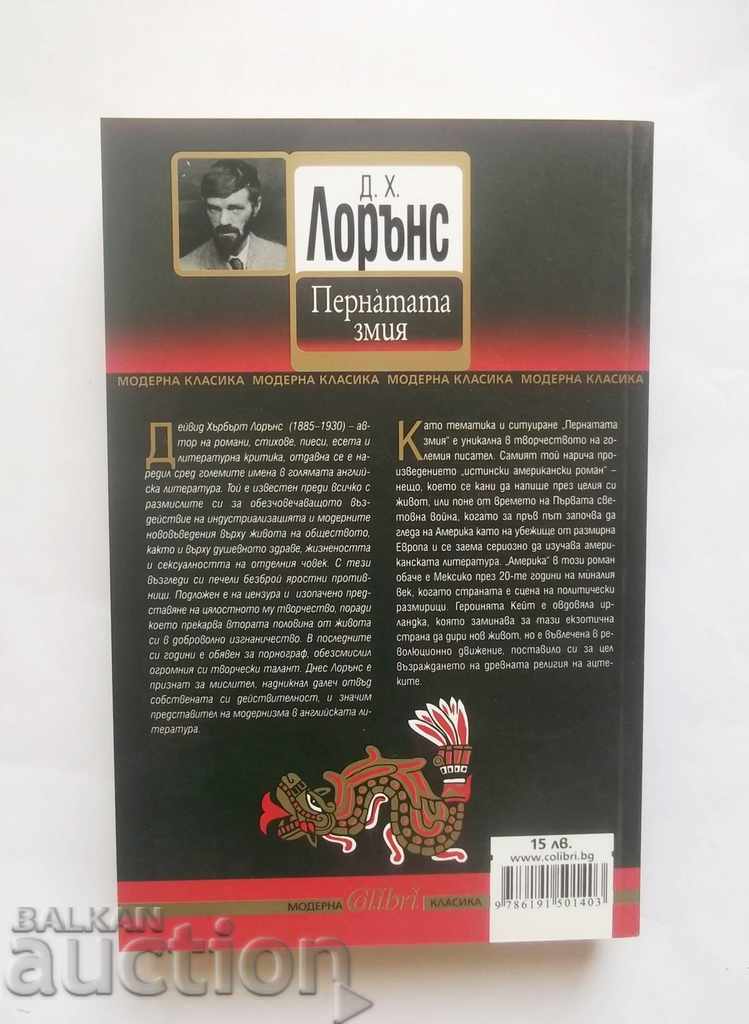 Д. Х.
Лорънс
Перна̀тата
змия
МОДЕРНА КЛАСИКА МОДЕРНА КЛАСИКА МОДЕРНА КЛАСИКА МОДЕРНА КЛАСИКА
Дейвид Хърбърт Лорънс (1885–1930) – ав-
тор на романи, стихове, пиеси, есета и
литературна критика, отдавна се е на-
редил сред големите имена в голямата англий-
ска литература. Той е известен преди всичко с
размислите си за обезчовечаващото въз-
действие на индустриализацията и модерните
нововъведения върху живота на обществото,
както и върху душевното здраве, жизнеността
и сексуалността на отделния човек. С тези
възгледи си печели безброй яростни против-
ници. Подложен е на цензура и изопачено пред-
ставяне на цялостното му творчество, поради
което прекарва втората половина от живота
си в доброволно изгнаничество. В последните
си години е обявен за порнограф, обезсмислил
огромния си творчески талант. Днес Лорънс е
признат за мислител, надникнал далеч отвъд
собствената си действителност, и значим
представител на модернизма в английската ли-
тература.
Като тематика и ситуиране „Пернатата
змия“ е уникална в творчеството на го-
лемия писател. Самият той нарича про-
изведението „истински американски роман“ –
нещо, което се кани да напише през целия си
живот, или поне от времето на Първата све-
товна война, когато за пръв път започва да
гледа на Америка като на убежище от размирна
Европа и се заема сериозно да изучава амери-
канската литература. „Америка“ в този роман
обаче е Мексико през 20-те години на миналия
век, когато страната е сцена на политически
размирици. Героинята Кейт е овдовяла ир-
ландка, която заминава за тази екзотична
страна да дири нов живот, но е въвлечена в ре-
волюционно движение, поставило си за цел
възраждането на древната религия на ацте-
ките.
15 лв.
www.colibri.bg
9 786191 501403
МОДЕРНА Colibri КЛАСИКА
BALKAN
auction